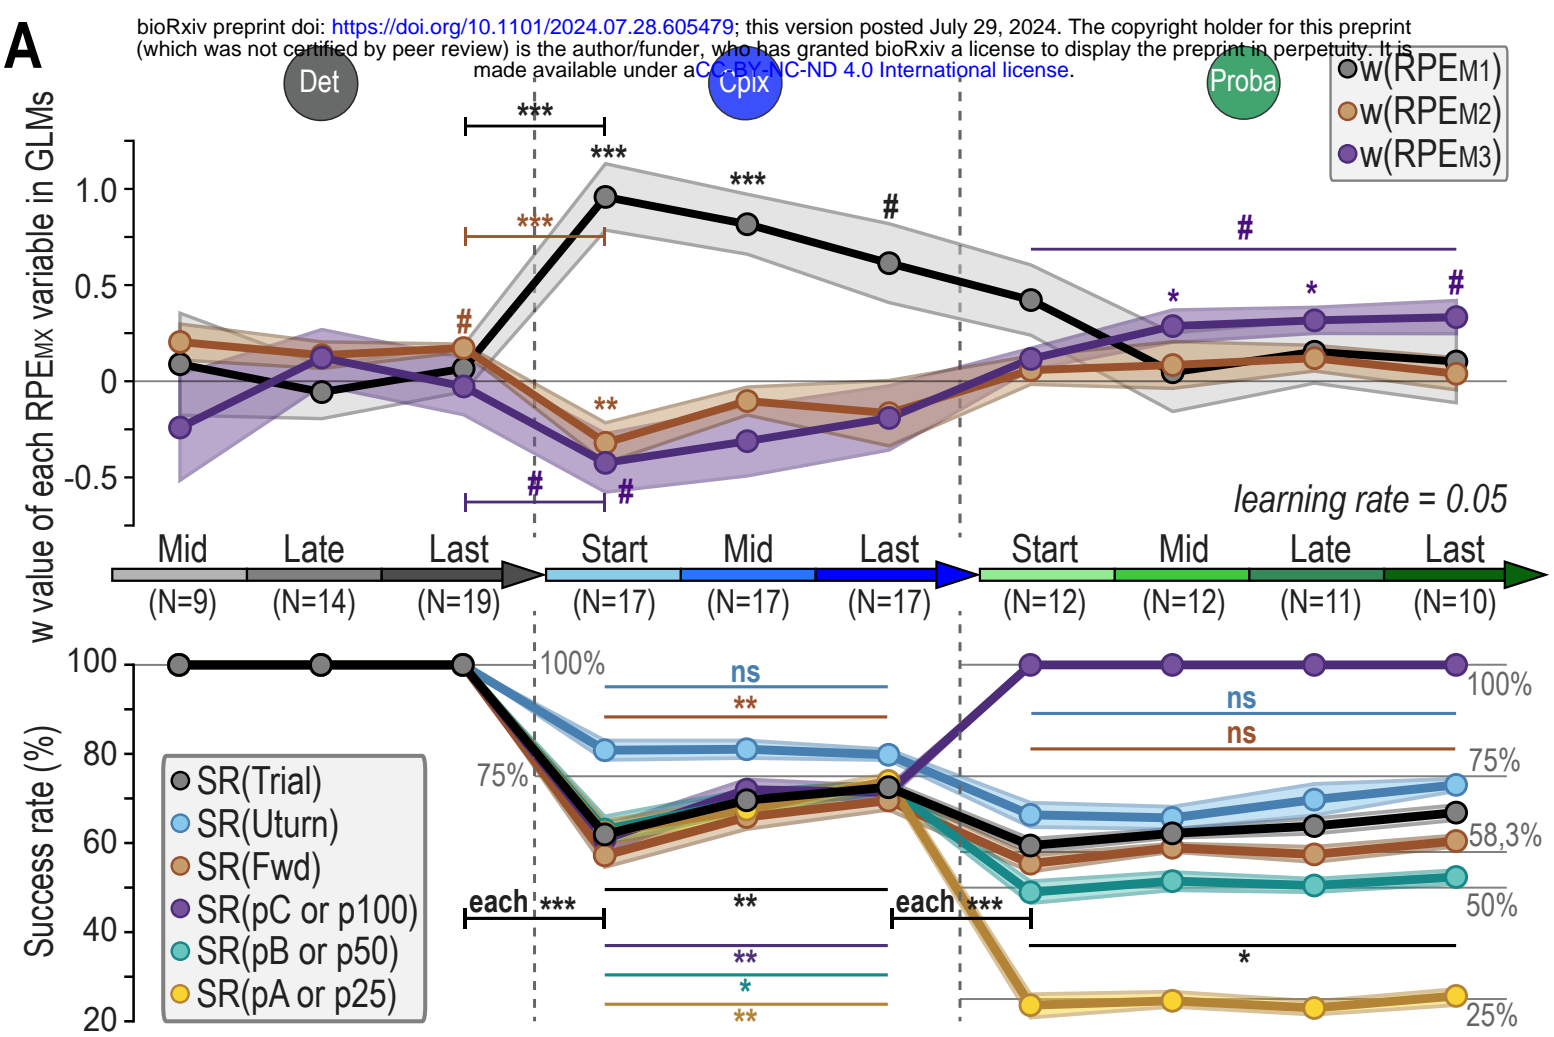 bioRxiv preprint doi: https://doi.org/10.1101/2024.07.28.605479; this version posted July 29, 2024. The copyright holder for this preprint
(which was not certified by peer review) is the author/funder, who has granted bioRxiv a license to display the preprint in perpetuity. It is
made available under aCC-BY-NC-ND 4.0 International license.
A
Det
Cpix
Proba
w(RPEM1)
w(RPEM2)
w(RPEM3)
w value of each RPEMX variable in GLMs
1.0
0.5
0
-0.5
***
***
***
#
***
#
**
#
#
#
*
*
#
learning rate = 0.05
Mid Late Last Start Mid Last Start Mid Late Last
(N=9) (N=14) (N=19) (N=17) (N=17) (N=17) (N=12) (N=12) (N=11) (N=10)
Success rate (%)
100
80
60
40
20
100%
75%
ns
**
each ***
**
**
*
**
each ***
ns
ns
*
100%
75%
58,3%
50%
25%
SR(Trial)
SR(Uturn)
SR(Fwd)
SR(pC or p100)
SR(pB or p50)
SR(pA or p25)